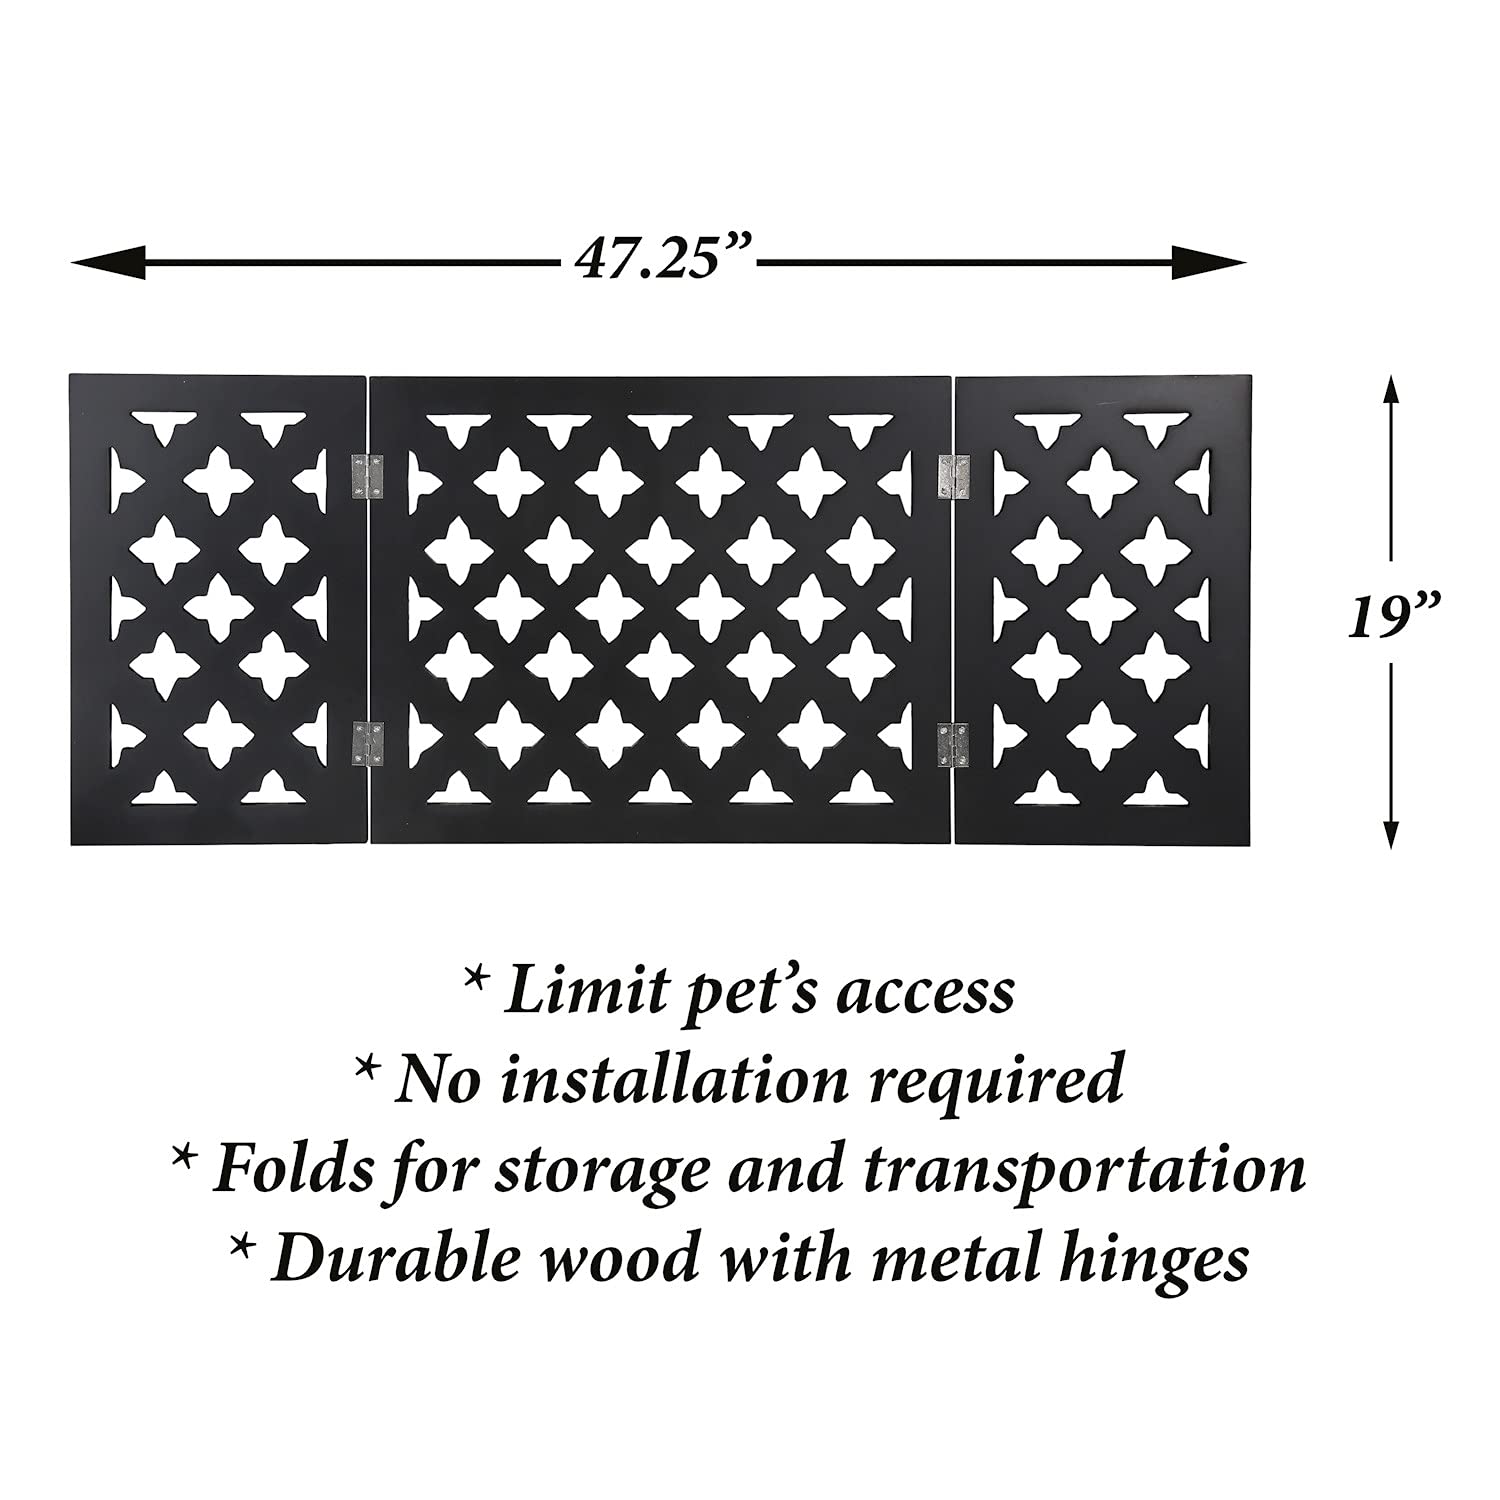 47.25”
19”
* Limit pet’s access
* No installation required
* Folds for storage and transportation
* Durable wood with metal hinges